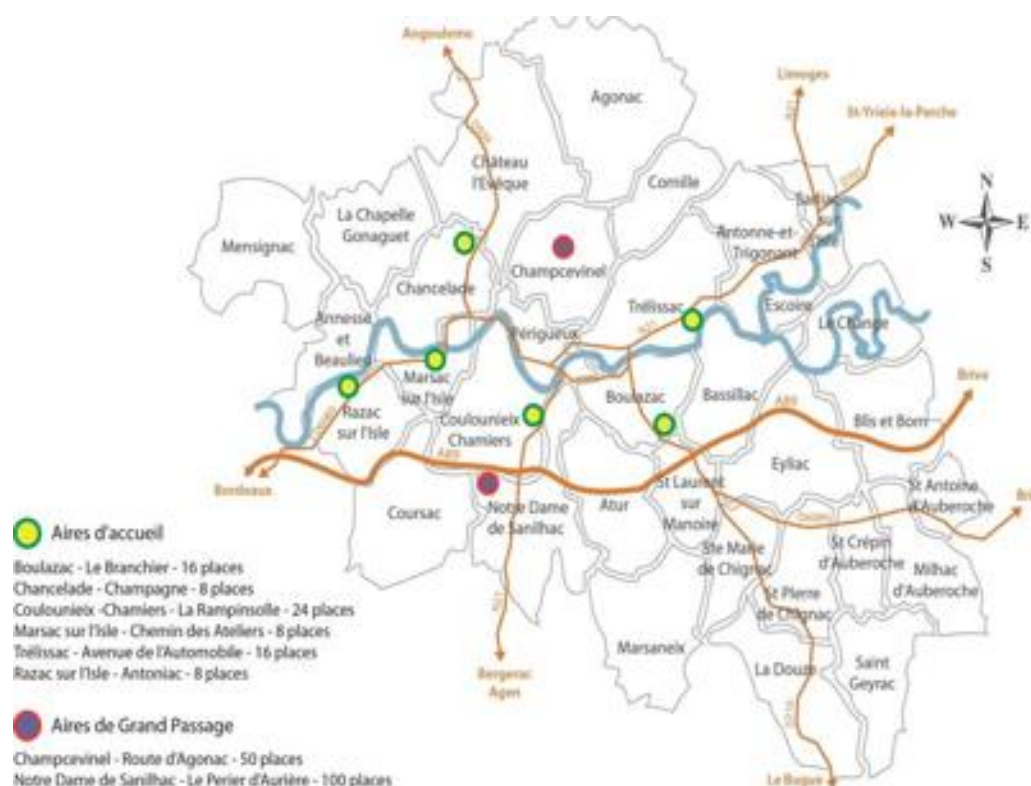 Angouleme
Limoges
St-Yrieix-la-Perche
Agonac
Château
l'Evêque
Cornille
Sarliac
sur
N
W E
S
La Chapelle
Gonaguet
Mensignac
Antonne-et-
Trigonant
Champcevinel
Chancelade
Annesse
et
Beaulieu
Périgueux
Trélissac
Escoire
Le Change
Marsac
sur l'Isle
Razac
sur l'Isle
Coulounieix
Chamiers
Boulazac
Bassillac
A89
Brive
Blis et Born
Bordeaux
A89
Coursac
Notre Dame
de Sanilhac
Atur
St Laurent
sur
Manoire
Eyliac
St Antoine
d'Auberoche
Ste Marie
de Chignac
St Crépin
d'Auberoche
Milhac
d'Auberoche
St Pierre
de Chignac
Marsaneix
La Douze
Saint
Geyrac
Bergerac
Agen
Le Bugue
Aires d'accueil
Boulazac - Le Branchier - 16 places
Chancelade - Champagne - 8 places
Coulounieix -Chamiers - La Rampinsolle - 24 places
Marsac sur l'Isle - Chemin des Ateliers - 8 places
Trélissac - Avenue de l'Automobile - 16 places
Razac sur l'Isle - Antoniac - 8 places
Aires de Grand Passage
Champcevinel - Route d'Agonac - 50 places
Notre Dame de Sanilhac - Le Perier d'Aurière - 100 places